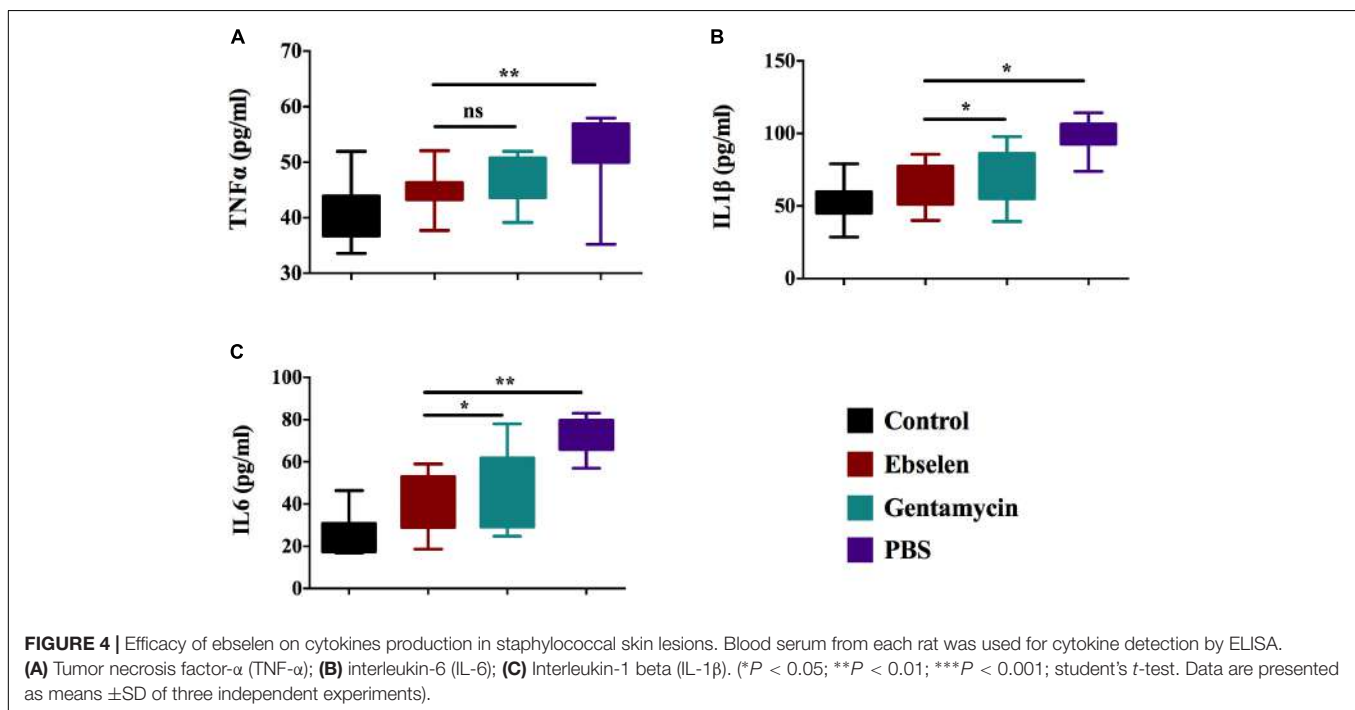 A
70
60
50
40
30
TNFα (pg/ml)
**
ns
B
150
100
50
0
IL1β (pg/ml)
*
*
C
100
80
60
40
20
0
IL6 (pg/ml)
**
*
Control
Ebselen
Gentamycin
PBS
FIGURE 4 | Efficacy of ebselen on cytokines production in staphylococcal skin lesions. Blood serum from each rat was used for cytokine detection by ELISA.
(A) Tumor necrosis factor-α (TNF-α); (B) interleukin-6 (IL-6); (C) Interleukin-1 beta (IL-1β). (*P < 0.05; **P < 0.01; ***P < 0.001; student's t-test. Data are presented
as means ±SD of three independent experiments).